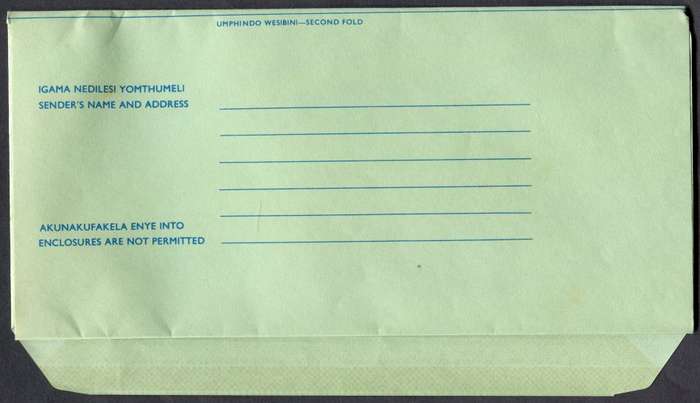 UMPHINDO WESIBINI—SECOND FOLD
IGAMA NEDILESI YOMTHUMELI
SENDER'S NAME AND ADDRESS
AKUNAKUFAKELA ENYE INTO
ENCLOSURES ARE NOT PERMITTED